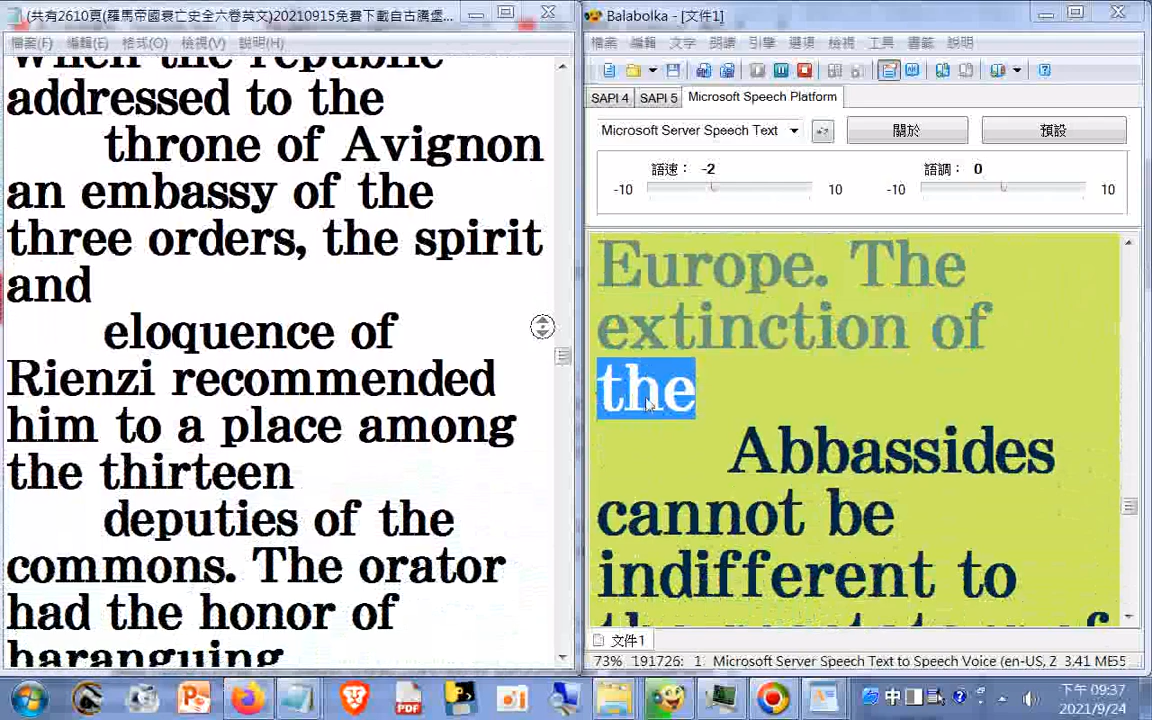 (共有2610頁(羅馬帝國衰亡史全六卷英文)20210915免費下載自古騰堡...
檔案(F) 編輯(E) 格式(O) 檢視(V) 說明(H)
When the republic
addressed to the
throne of Avignon
an embassy of the
three orders, the spirit
and
eloquence of
Rienzi recommended
him to a place among
the thirteen
deputies of the
commons. The orator
had the honor of
haranguing
Balabolka - [文件1]
檔案 編輯 文字 朗讀 引擎 選項 檢視 工具 書籤 說明
SAPI 4 SAPI 5 Microsoft Speech Platform
Microsoft Server Speech Text 關於 預設
語速： -2 語調： 0
-10 10 -10 10
Europe. The
extinction of
the
Abbassides
cannot be
indifferent to
文件1
73% 191726: 1 Microsoft Server Speech Text to Speech Voice (en-US, Z 3,41 MB
中
下午 09:37
2021/9/24